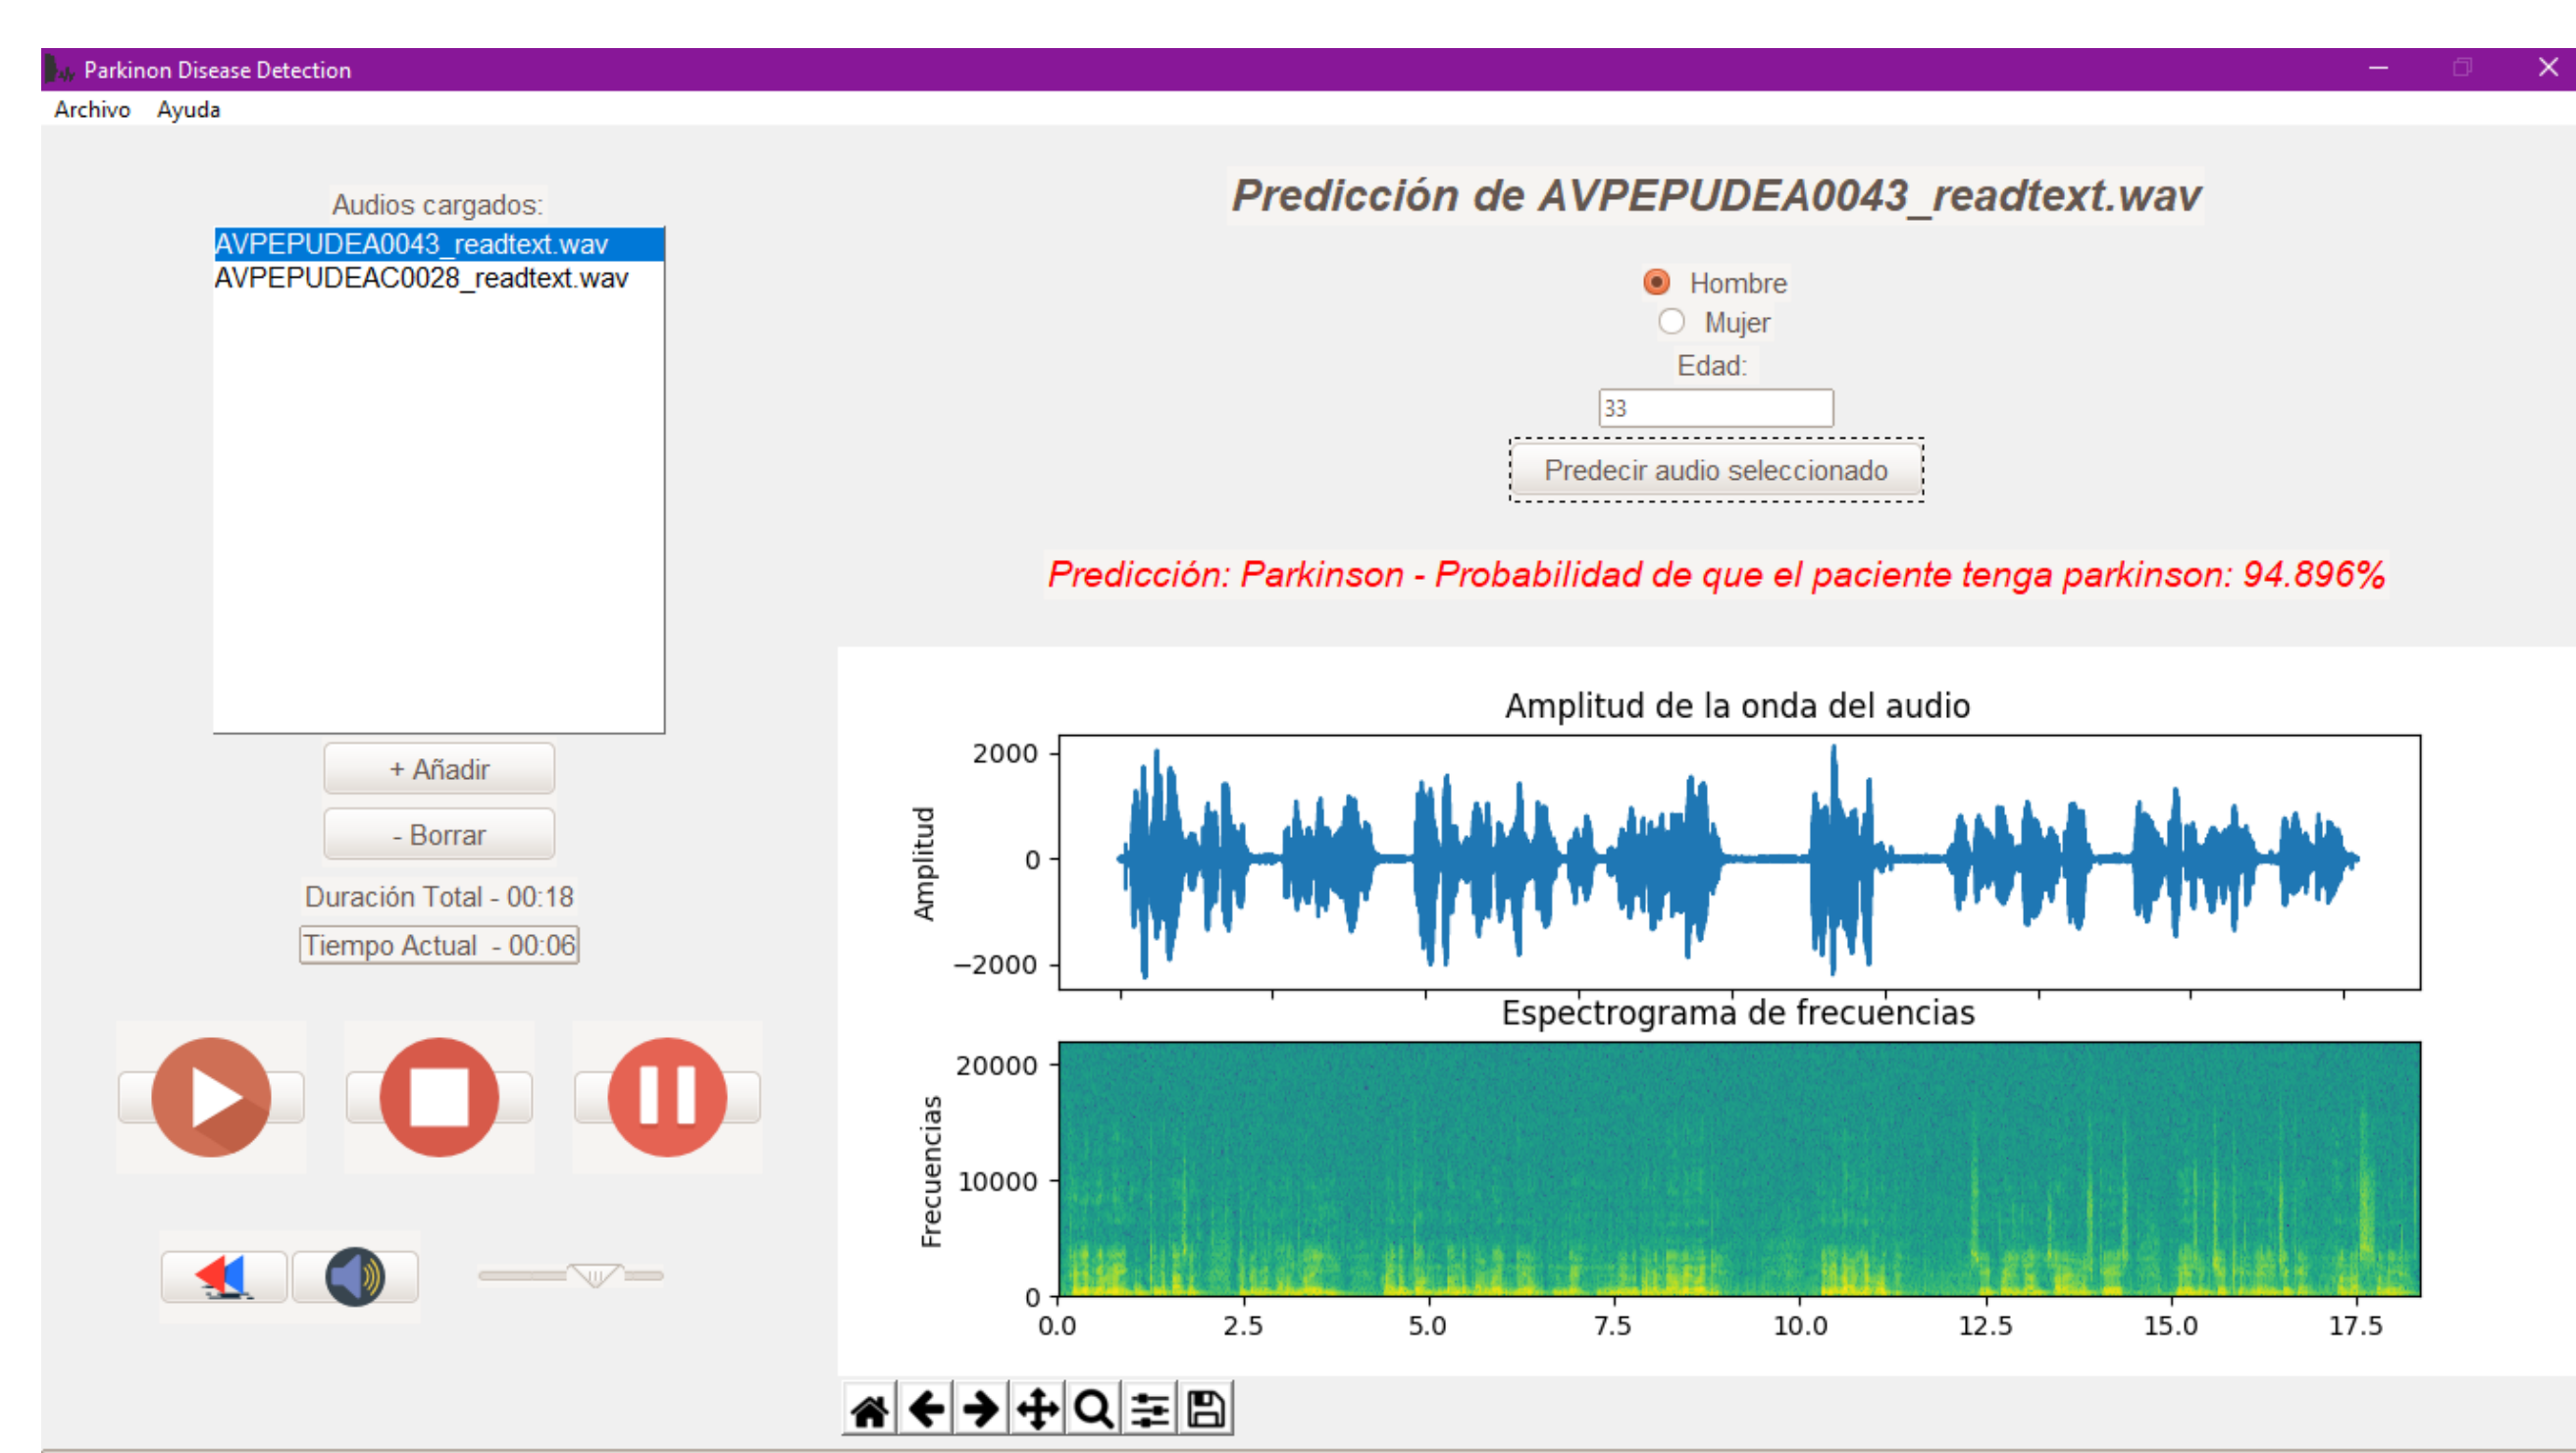 Parkinon Disease Detection
Archivo Ayuda
Audios cargados:
AVPEPUDEA0043_readtext.wav
AVPEPUDEAC0028_readtext.wav
+ Añadir
- Borrar
Duración Total - 00:18
Tiempo Actual - 00:06
Predicción de AVPEPUDEA0043_readtext.wav
Hombre
Mujer
Edad:
33
Predecir audio seleccionado
Predicción: Parkinson - Probabilidad de que el paciente tenga parkinson: 94.896%
Amplitud de la onda del audio
Amplitud
2000
0
−2000
Espectrograma de frecuencias
Frecuencias
20000
10000
0
0.0 2.5 5.0 7.5 10.0 12.5 15.0 17.5